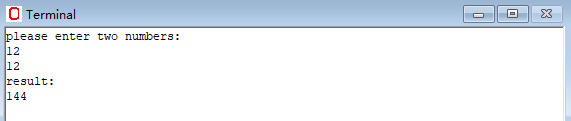 Terminal
please enter two numbers:
12
12
result:
144